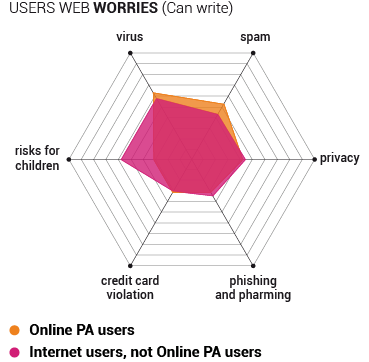 USERS WEB WORRIES (Can write)
virus
spam
risks for
children
privacy
credit card
violation
phishing
and pharming
Online PA users
Internet users, not Online PA users